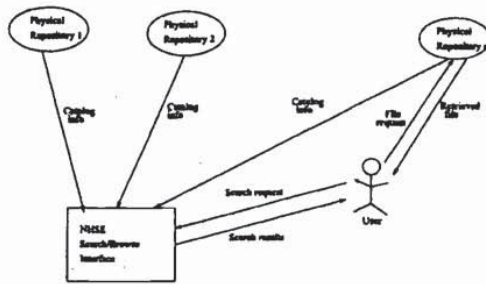 Physical
Repository 1
Physical
Repository 2
Physical
Repository n
Catalog
info
Catalog
info
Catalog
info
File
request
Retrieved
file
Search request
Search results
User
NHSE
Search/Browse
Interface